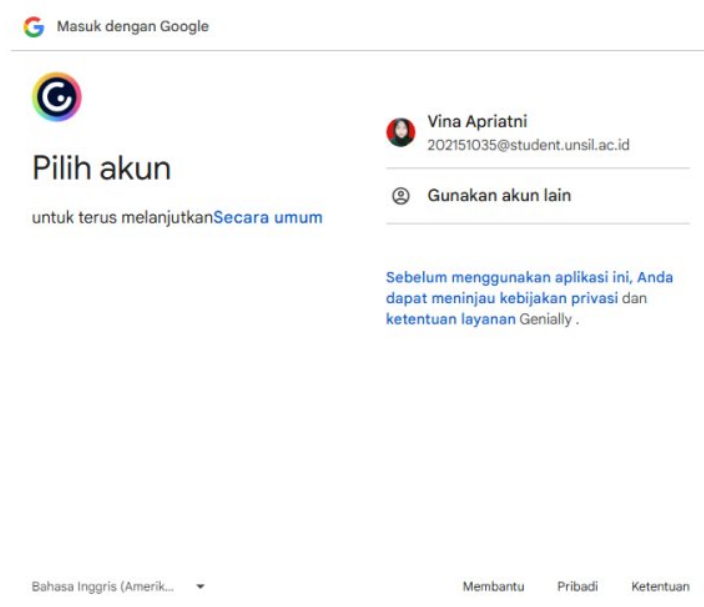 Masuk dengan Google
Pilih akun
untuk terus melanjutkanSecara umum
Vina Apriatni
202151035@student.unsil.ac.id
Gunakan akun lain
Sebelum menggunakan aplikasi ini, Anda
dapat meninjau kebijakan privasi dan
ketentuan layanan Genially .
Bahasa Inggris (Amerik...
Membantu Pribadi Ketentuan